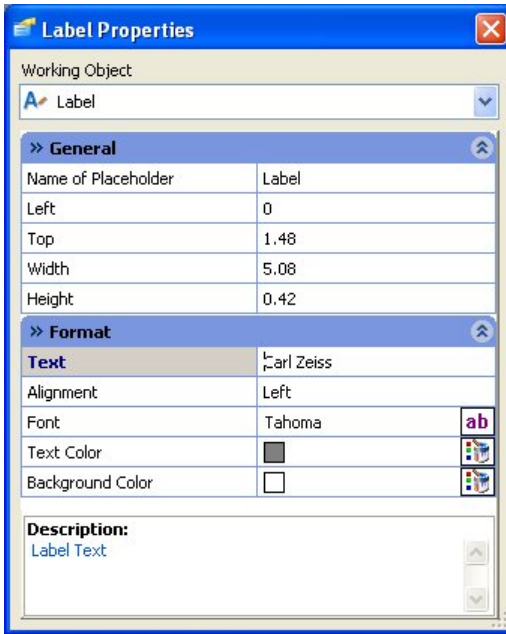 Label Properties
Working Object
A Label
» General
Name of Placeholder Label
Left 0
Top 1.48
Width 5.08
Height 0.42
» Format
Text Carl Zeiss
Alignment Left
Font Tahoma ab
Text Color
Background Color
Description:
Label Text